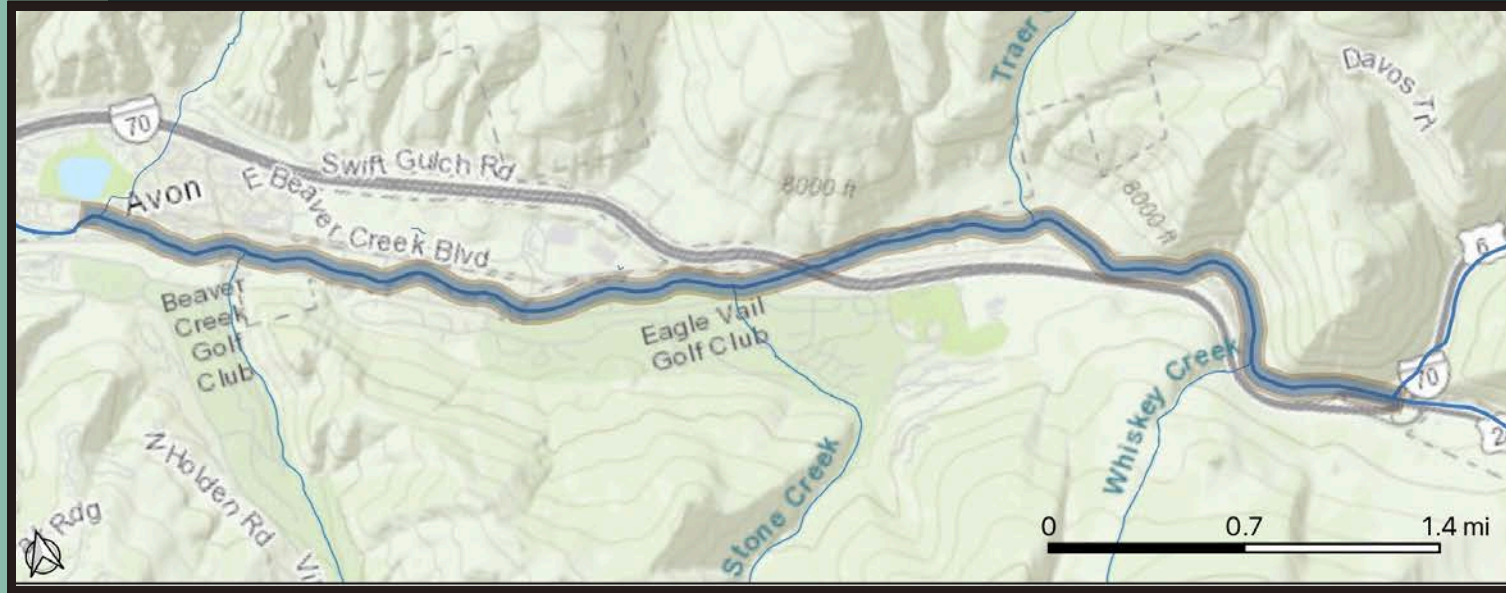 Traer
Davos Trl
70
Swift Gulch Rd
Avon
E Beaver Creek Blvd
8000 ft
8000 ft
6
Beaver
Creek
Golf
Club
Eagle Vail
Golf Club
70
Whiskey Creek
Stone Creek
N Holden Rd
Rdg
0 0.7 1.4 mi